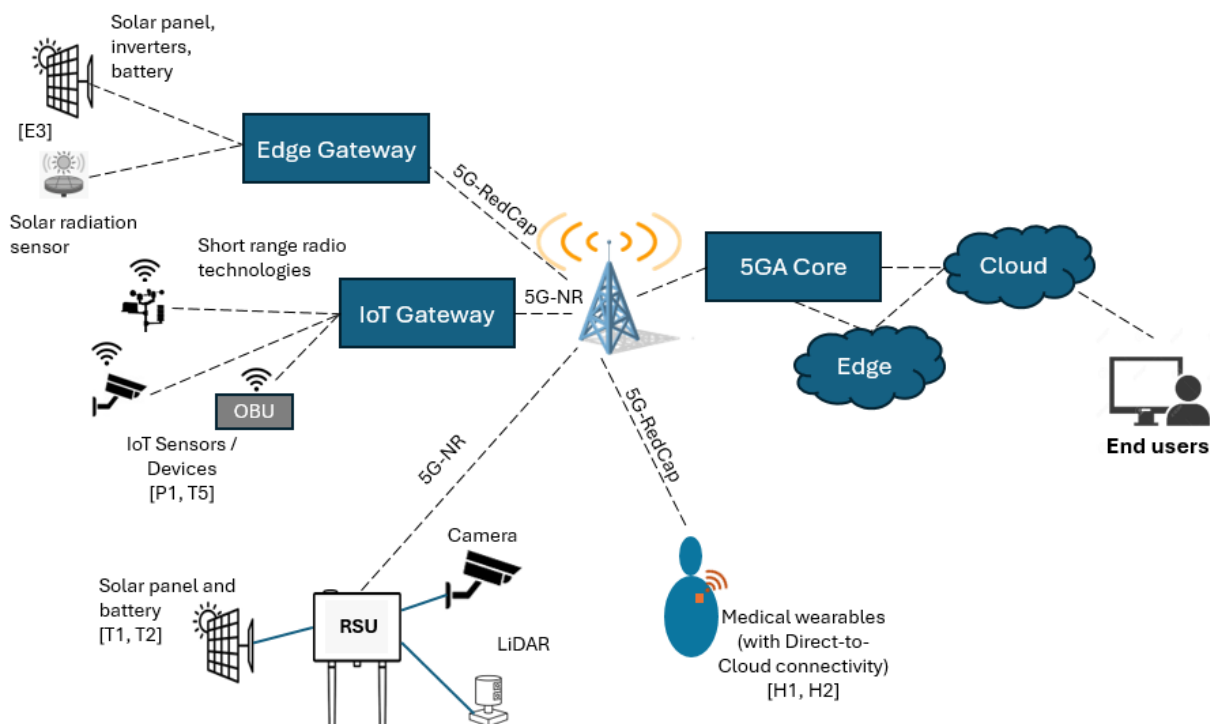 Solar panel,
inverters,
battery
[E3]
Edge Gateway
5G-RedCap
Solar radiation
sensor
Short range radio
technologies
IoT Gateway
5G-NR
5GA Core
Cloud
Edge
OBU
IoT Sensors /
Devices
[P1, T5]
End users
5G-NR
5G-RedCap
Camera
Solar panel and
battery
[T1, T2]
RSU
LiDAR
Medical wearables
(with Direct-to-
Cloud connectivity)
[H1, H2]